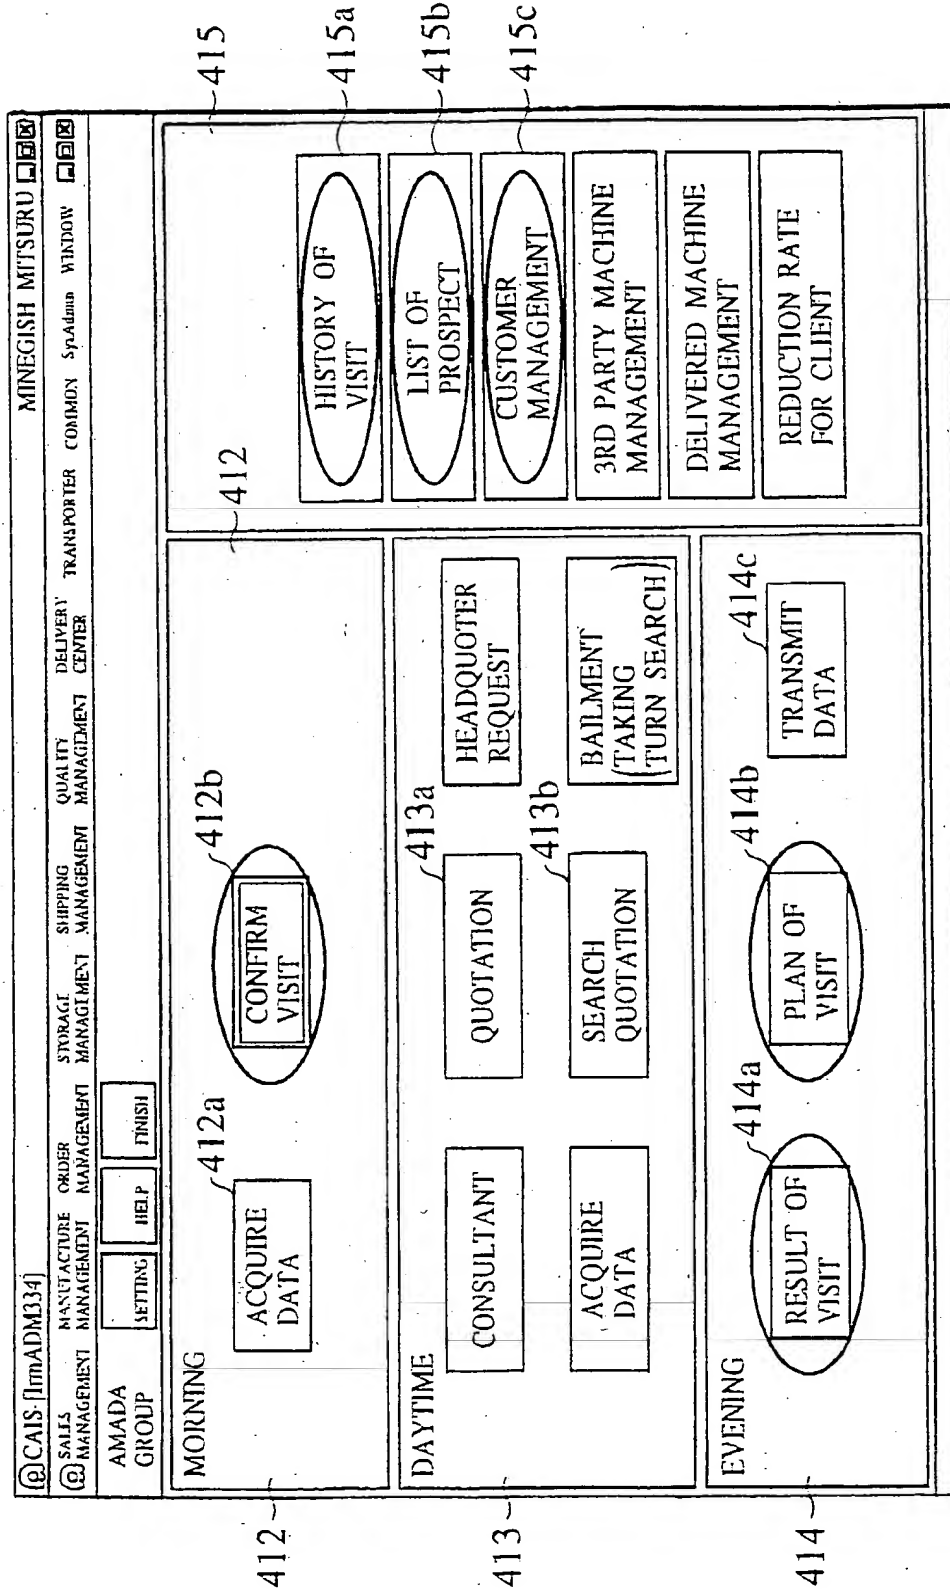 @ CAIS-[IrmADM334]
MINEGISH MITSURU
@ SALES MANAGEMENT
MANUFACTURE MANAGEMENT
ORDER MANAGEMENT
STORAGE MANAGEMENT
SHIPPING MANAGEMENT
QUALITY MANAGEMENT
DELIVERY CENTER
TRANSPORTER
COMMON
WINDOW
AMADA
GROUP
SETTING
HELP
FINISH
MORNING
412
412
ACQUIRE
DATA
412a
CONFIRM
VISIT
412b
DAYTIME
413
CONSULTANT
QUOTATION
413a
HEADQUOTER
REQUEST
ACQUIRE
DATA
SEARCH
QUOTATION
413b
BAILMENT
(TAKING
TURN SEARCH)
EVENING
414
RESULT OF
VISIT
414a
PLAN OF
VISIT
414b
TRANSMIT
DATA
414c
415
HISTORY OF
VISIT
415a
LIST OF
PROSPECT
415b
CUSTOMER
MANAGEMENT
415c
3RD PARTY MACHINE
MANAGEMENT
DELIVERED MACHINE
MANAGEMENT
REDUCTION RATE
FOR CLIENT